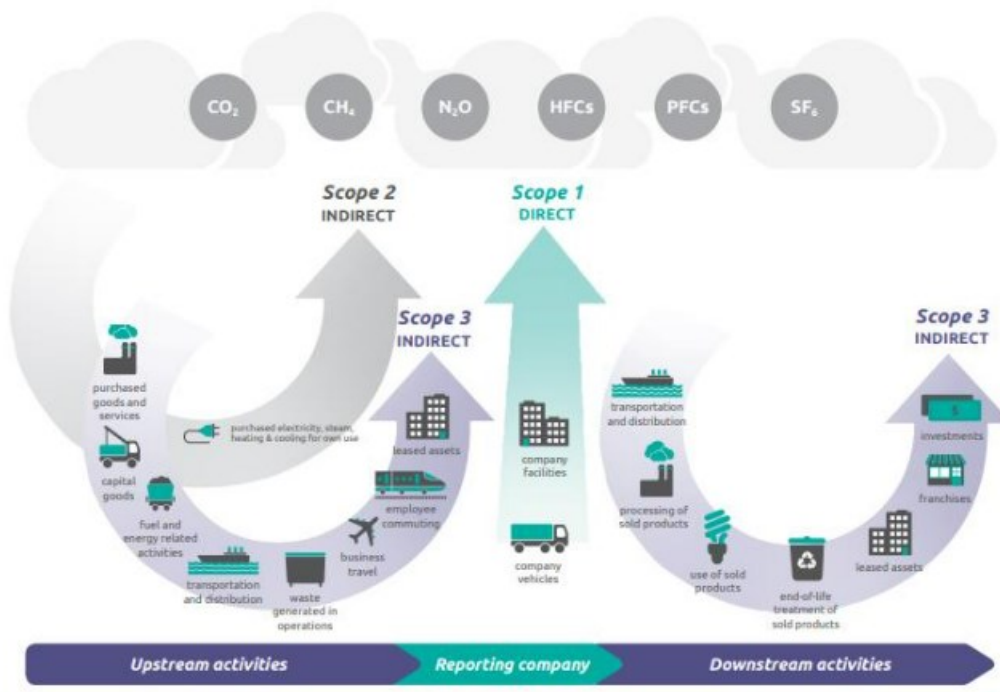 CO₂
CH₄
N₂O
HFCs
PFCs
SF₆
Scope 2
INDIRECT
Scope 1
DIRECT
Scope 3
INDIRECT
Scope 3
INDIRECT
purchased
goods and
services
capital
goods
fuel and
energy related
activities
purchased electricity, steam,
heating & cooling for own use
transportation
and distribution
waste
generated in
operations
business
travel
employee
commuting
leased assets
company
facilities
company
vehicles
transportation
and distribution
processing of
sold products
use of sold
products
end-of-life
treatment of
sold products
leased assets
franchises
investments
Upstream activities
Reporting company
Downstream activities